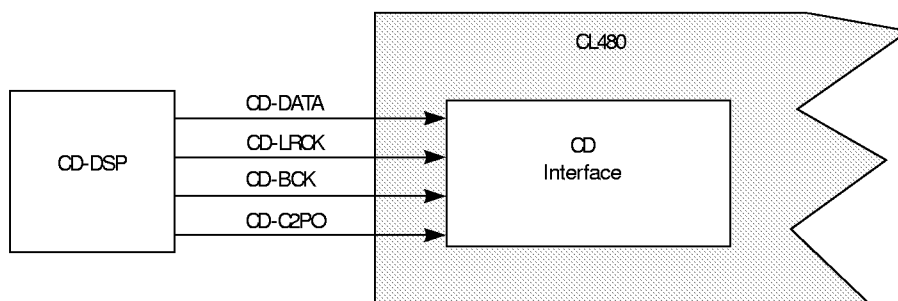 CL480
CD-DATA
CD-LRCK
CD-DSP
CD
Interface
CD-BCK
CD-C2PO